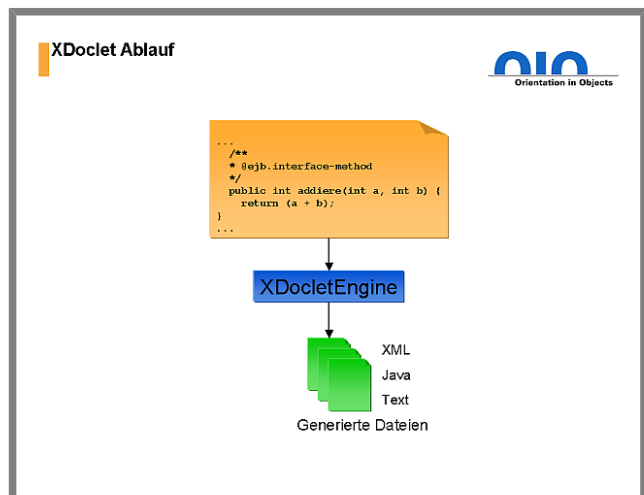 XDoclet Ablauf
OIO
Orientation in Objects
...
/**
* @ejb.interface-method
*/
public int addiere(int a, int b) {
return (a + b);
}
...
XDocletEngine
XML
Java
Text
Generierte Dateien